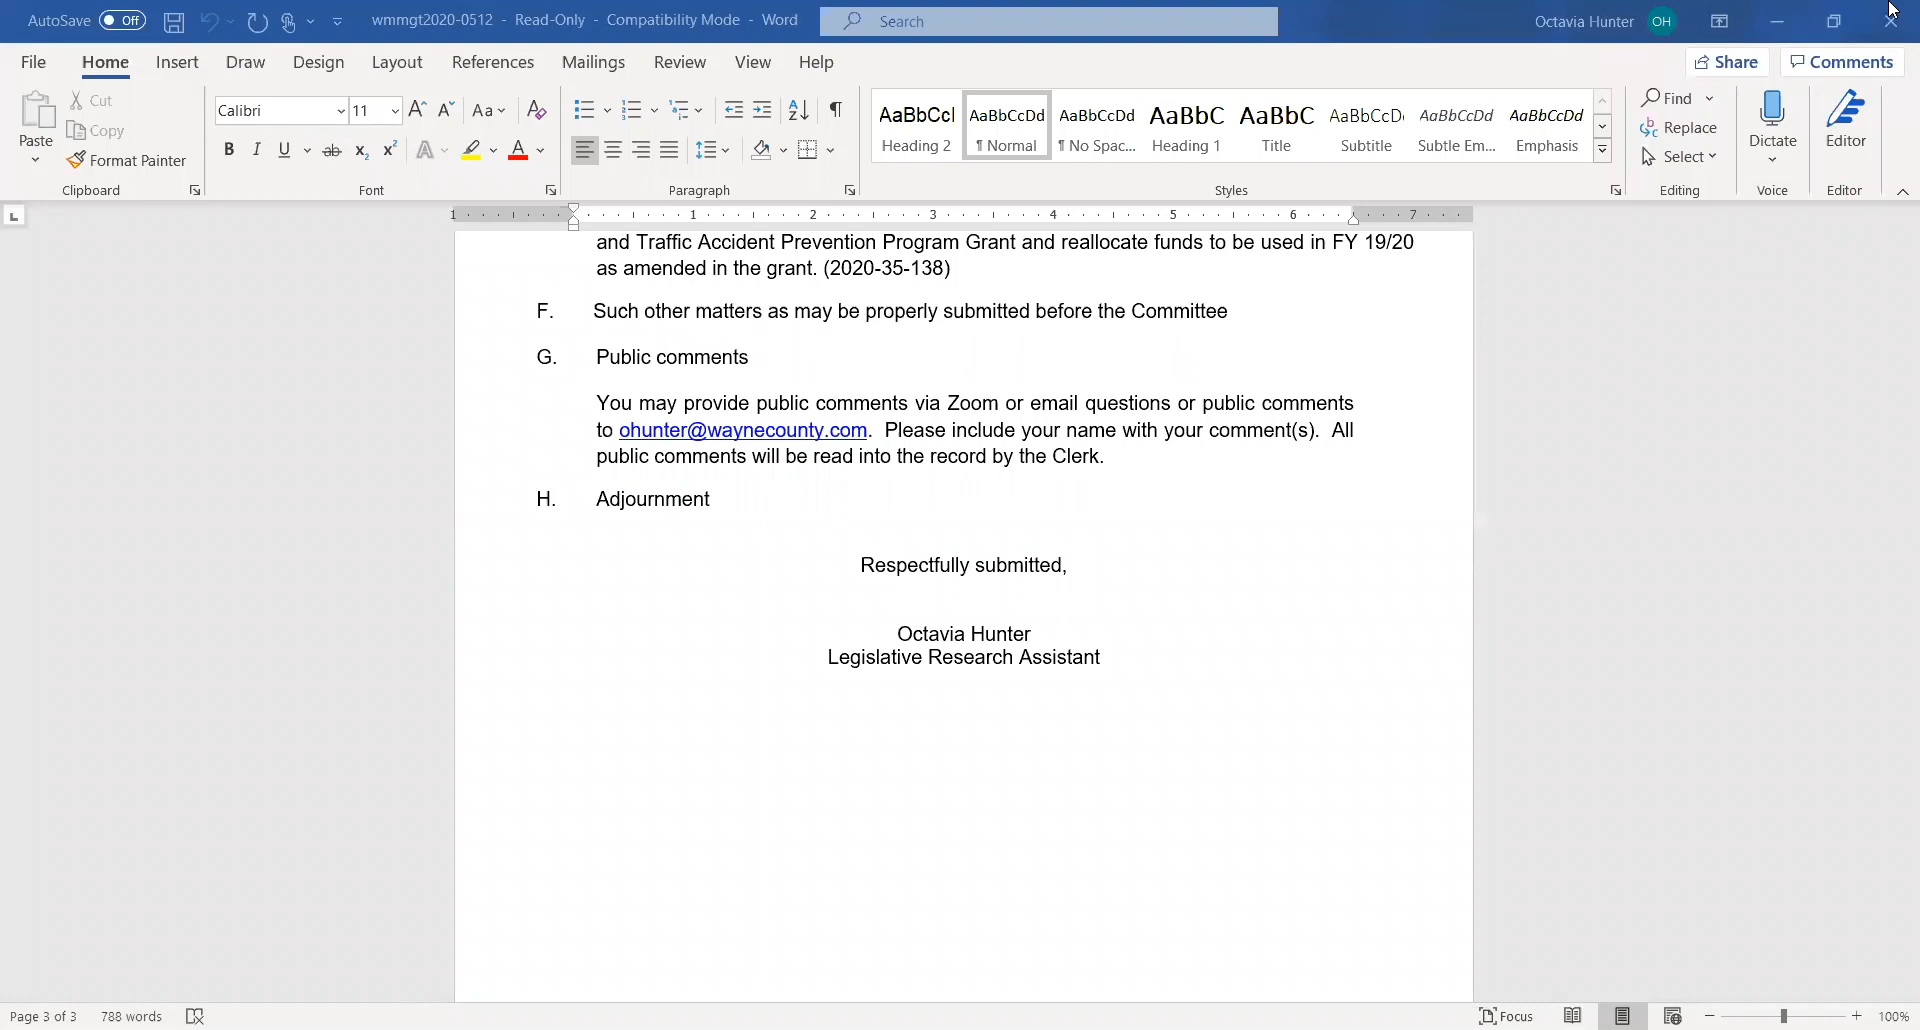 AutoSave Off wmmgt2020-0512 - Read-Only - Compatibility Mode - Word Search Octavia Hunter OH
File Home Insert Draw Design Layout References Mailings Review View Help Share Comments
Paste Cut
Copy
Format Painter
Clipboard
Calibri 11
Font
Paragraph
AaBbCcI AaBbCcDd AaBbCcDd AaBbC AaBbC AaBbCcD AaBbCcDd AaBbCcDd
Heading 2 ¶ Normal ¶ No Spac... Heading 1 Title Subtitle Subtle Em... Emphasis
Styles
Find
Replace
Select
Editing
Dictate
Voice
Editor
Editor
1 1 2 3 4 5 6 7
and Traffic Accident Prevention Program Grant and reallocate funds to be used in FY 19/20
as amended in the grant. (2020-35-138)
F. Such other matters as may be properly submitted before the Committee
G. Public comments
You may provide public comments via Zoom or email questions or public comments
to ohunter@waynecounty.com. Please include your name with your comment(s). All
public comments will be read into the record by the Clerk.
H. Adjournment
Respectfully submitted,
Octavia Hunter
Legislative Research Assistant
Page 3 of 3 788 words Focus 100%